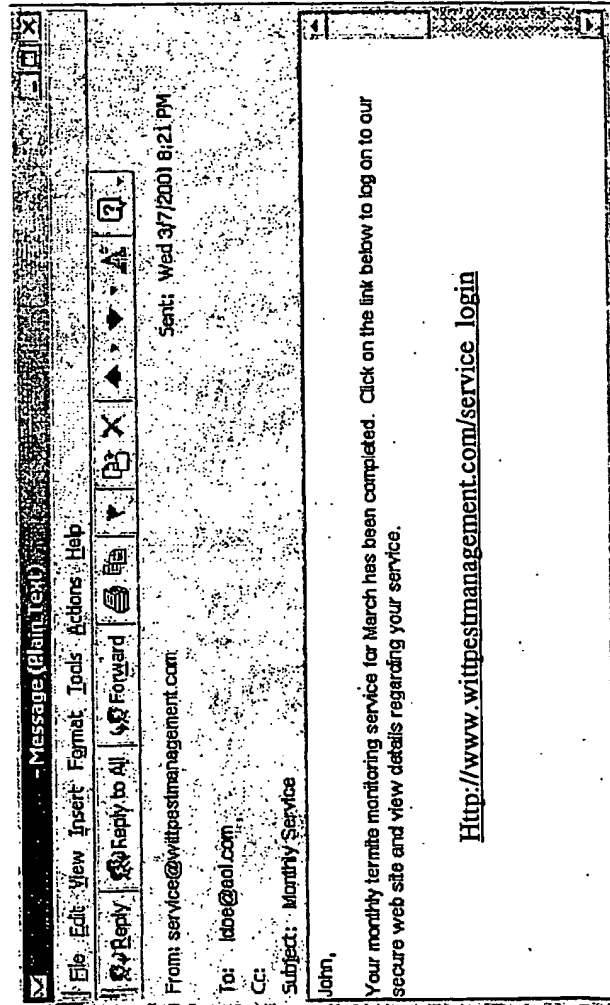 - Message (Plain Text)
File Edit View Insert Format Tools Actions Help
Reply Reply to All Forward
From: service@wittpestmanagement.com Sent: Wed 3/7/2001 8:21 PM
To: Idoe@aol.com
Cc:
Subject: Monthly Service
John,
Your monthly termite monitoring service for March has been completed. Click on the link below to log on to our
secure web site and view details regarding your service.
Http://www.wittpestmanagement.com/service_login